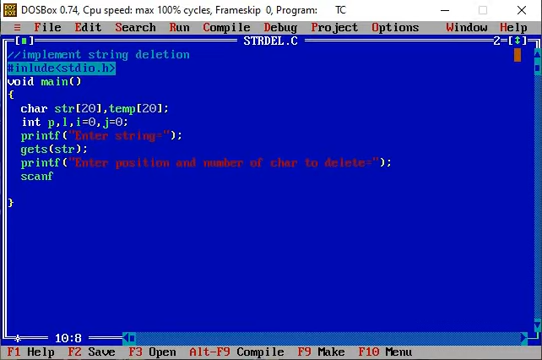 DOSBox 0.74, Cpu speed: max 100% cycles, Frameskip 0, Program: TC
≡ File Edit Search Run Compile Debug Project Options Window Help
[■] STRDEL.C 2=[↕]
//implement string deletion
#inlude<stdio.h>
void main()
{
char str[20],temp[20];
int p,l,i=0,j=0;
printf("Enter string=");
gets(str);
printf("Enter position and number of char to delete=");
scanf
}
* 10:8
F1 Help F2 Save F3 Open Alt-F9 Compile F9 Make F10 Menu